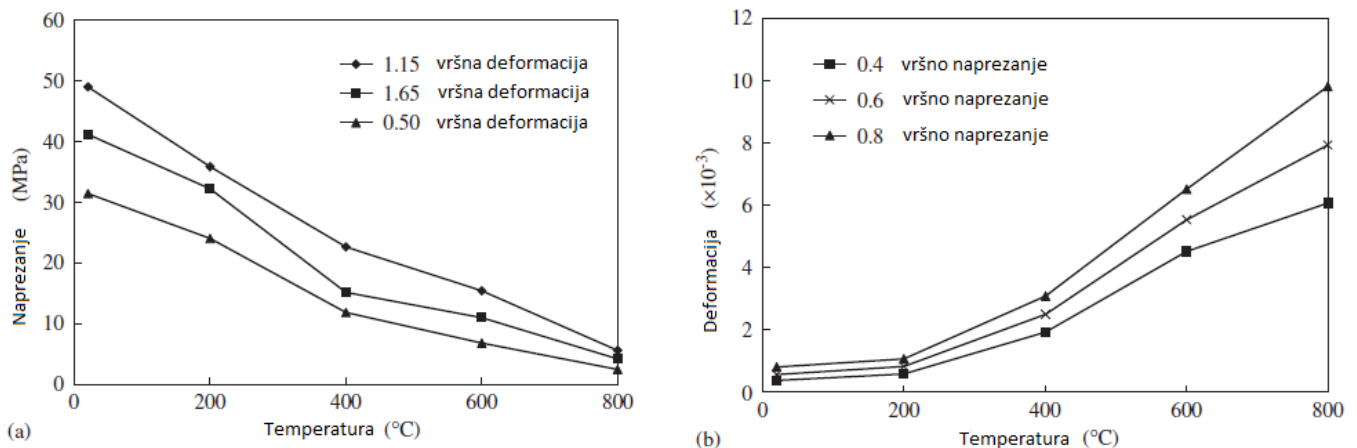 60
50
40
30
20
10
0
Naprezanje (MPa)
1.15 vršna deformacija
1.65 vršna deformacija
0.50 vršna deformacija
0 200 400 600 800
(a) Temperatura (°C)
12
10
8
6
4
2
0
Deformacija (×10⁻³)
0.4 vršno naprezanje
0.6 vršno naprezanje
0.8 vršno naprezanje
0 200 400 600 800
(b) Temperatura (°C)